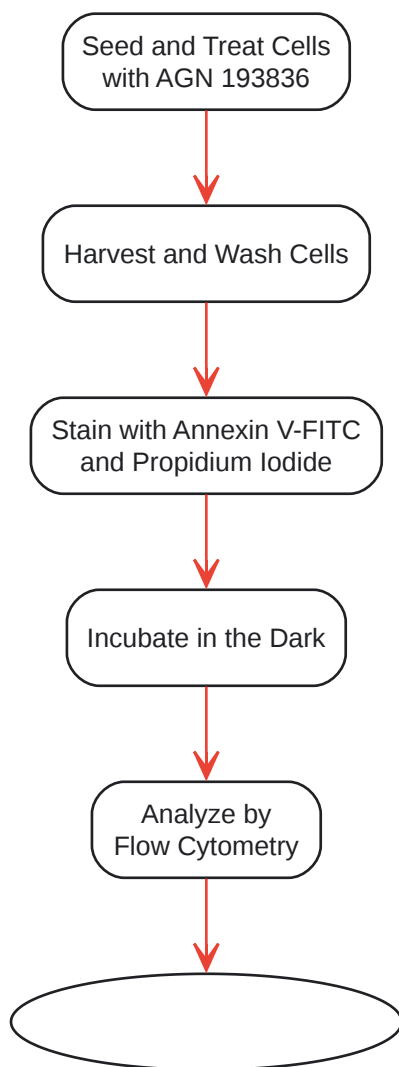 Seed and Treat Cells
with AGN 193836
Harvest and Wash Cells
Stain with Annexin V-FITC
and Propidium Iodide
Incubate in the Dark
Analyze by
Flow Cytometry